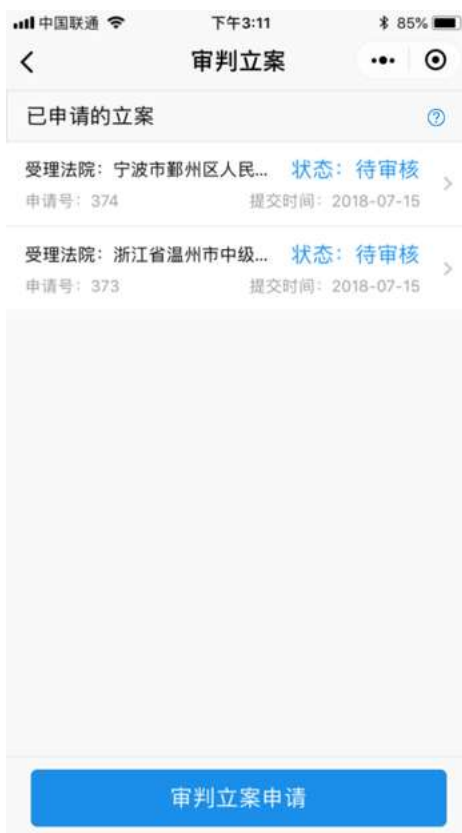 中国联通 下午3:11 85%
审判立案
已申请的立案 ?
受理法院：宁波市鄞州区人民... 状态：待审核
申请号：374 提交时间：2018-07-15
受理法院：浙江省温州市中级... 状态：待审核
申请号：373 提交时间：2018-07-15
审判立案申请